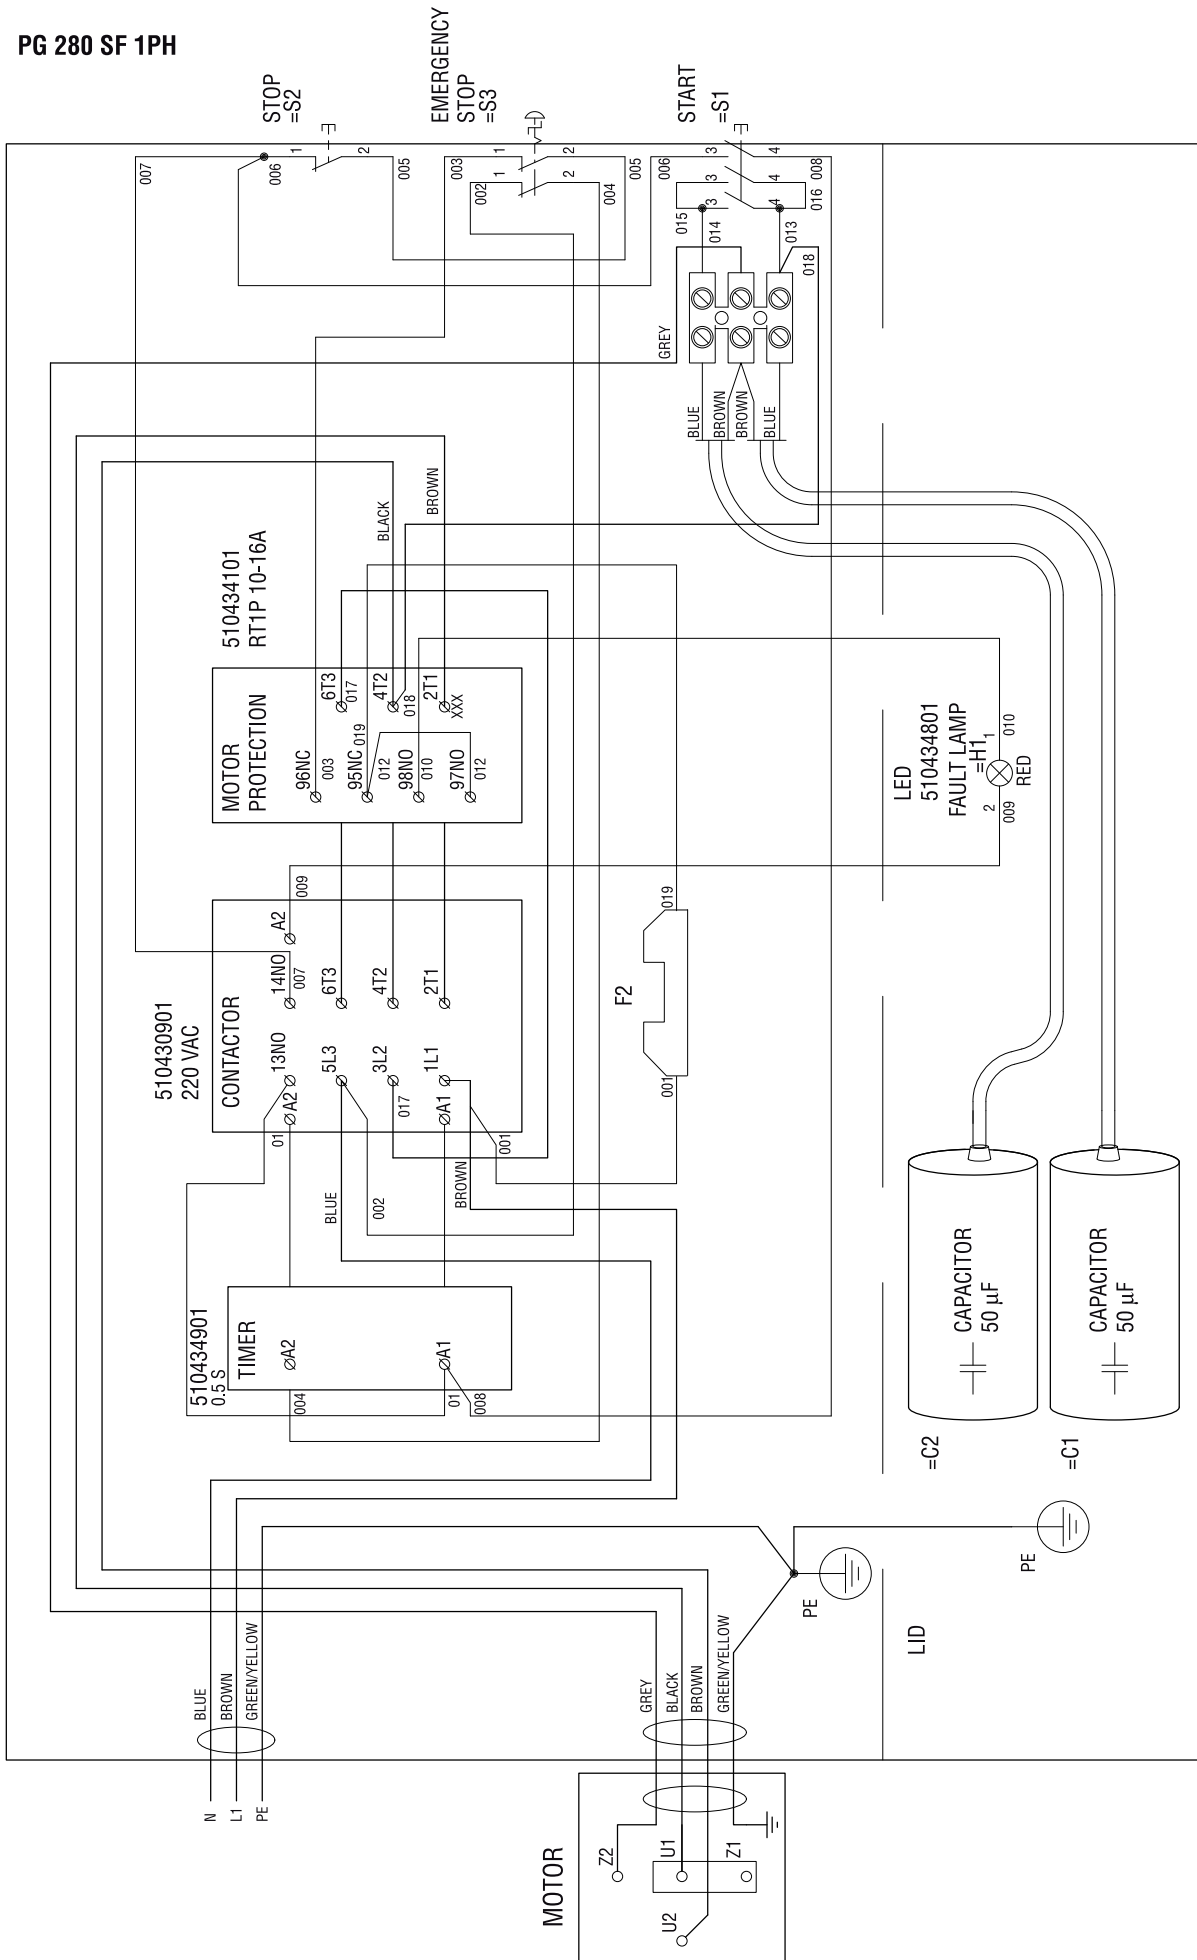 PG 280 SF 1PH
STOP
=S2
EMERGENCY
STOP
=S3
START
=S1
007
006
1
2
005
003
002
1
1
2
2
005
004
006
3
3
3
4
4
4
008
016
015
014
013
018
GREY
BLUE
BROWN
BROWN
BLUE
BLACK
BROWN
510434101
RT1P 10-16A
MOTOR
PROTECTION
96NC
003
95NC
019
012
98NO
010
97NO
012
6T3
017
4T2
018
2T1
XXX
LED
510434801
FAULT LAMP
=H1
1
010
2
009
RED
510430901
220 VAC
CONTACTOR
A2
009
14NO
007
6T3
4T2
2T1
13NO
5L3
3L2
017
1L1
A2
01
A1
001
F2
019
001
BLUE
002
BROWN
510434901
0.5 S
TIMER
A2
A1
004
01
008
CAPACITOR
50 µF
=C2
CAPACITOR
50 µF
=C1
PE
PE
LID
BLUE
BROWN
GREEN/YELLOW
N
L1
PE
GREY
BLACK
BROWN
GREEN/YELLOW
MOTOR
Z2
U1
Z1
U2